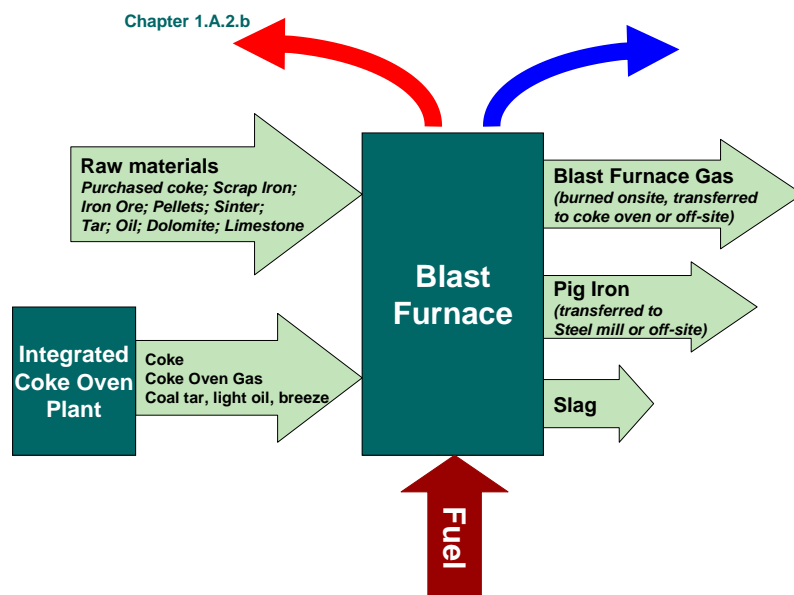 Chapter 1.A.2.b
Raw materials
Purchased coke; Scrap Iron;
Iron Ore; Pellets; Sinter;
Tar; Oil; Dolomite; Limestone
Integrated
Coke Oven
Plant
Coke
Coke Oven Gas
Coal tar, light oil, breeze
Blast
Furnace
Blast Furnace Gas
(burned onsite, transferred
to coke oven or off-site)
Pig Iron
(transferred to
Steel mill or off-site)
Slag
Fuel